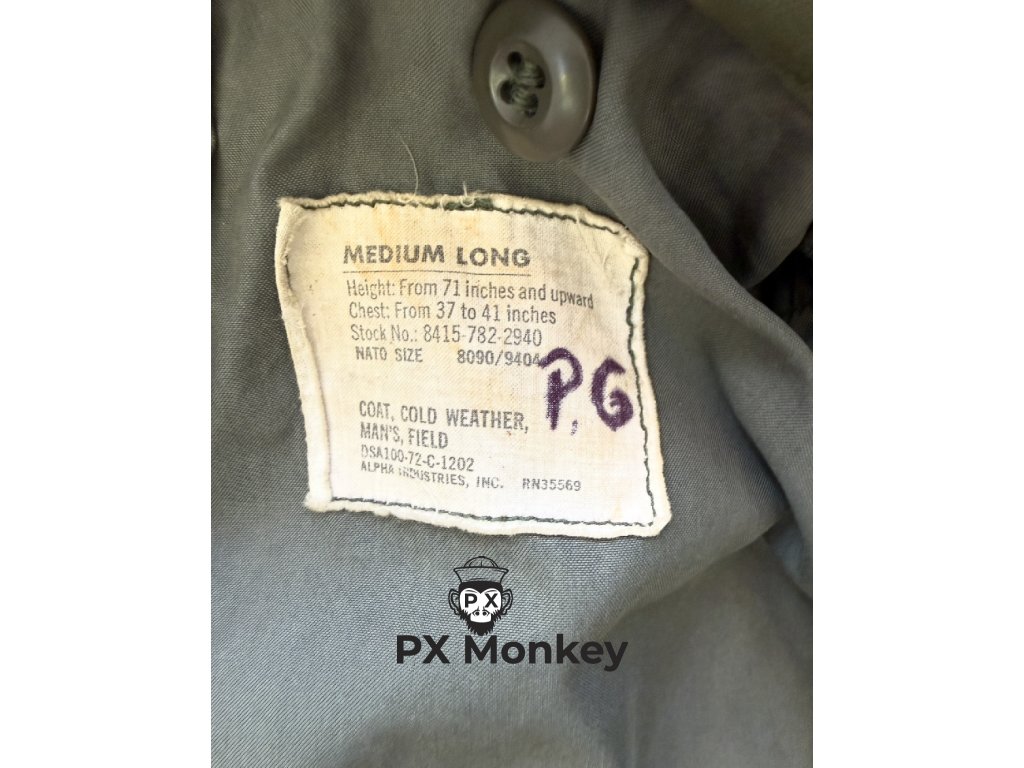 MEDIUM LONG
Height: From 71 inches and upward
Chest: From 37 to 41 inches
Stock No.: 8415-782-2940
NATO SIZE 8090/9404
P.G
COAT, COLD WEATHER,
MAN'S, FIELD
DSA100-72-C-1202
ALPHA INDUSTRIES, INC. RN35569
PX
PX Monkey